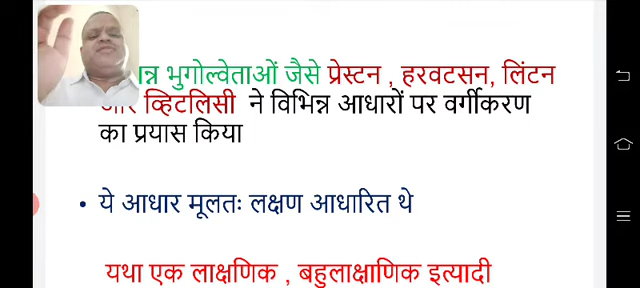 भुगोल्वेताओं जैसे प्रेस्टन , हरवटसन, लिंटन
और व्हिटलिसी ने विभिन्न आधारों पर वर्गीकरण
का प्रयास किया
• ये आधार मूलतः लक्षण आधारित थे
यथा एक लाक्षणिक , बहुलाक्षाणिक इत्यादी